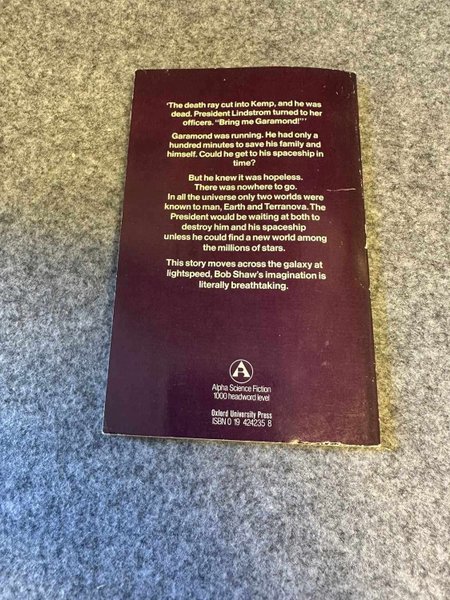 'The death ray cut into Kemp, and he was
dead. President Lindstrom turned to her
officers. "Bring me Garamond!"'
Garamond was running. He had only a
hundred minutes to save his family and
himself. Could he get to his spaceship in
time?
But he knew it was hopeless.
There was nowhere to go.
In all the universe only two worlds were
known to man, Earth and Terranova. The
President would be waiting at both to
destroy him and his spaceship
unless he could find a new world among
the millions of stars.
This story moves across the galaxy at
lightspeed, Bob Shaw's imagination is
literally breathtaking.
A
Alpha Science Fiction
1000 headword level
Oxford University Press
ISBN 0 19 424235 8